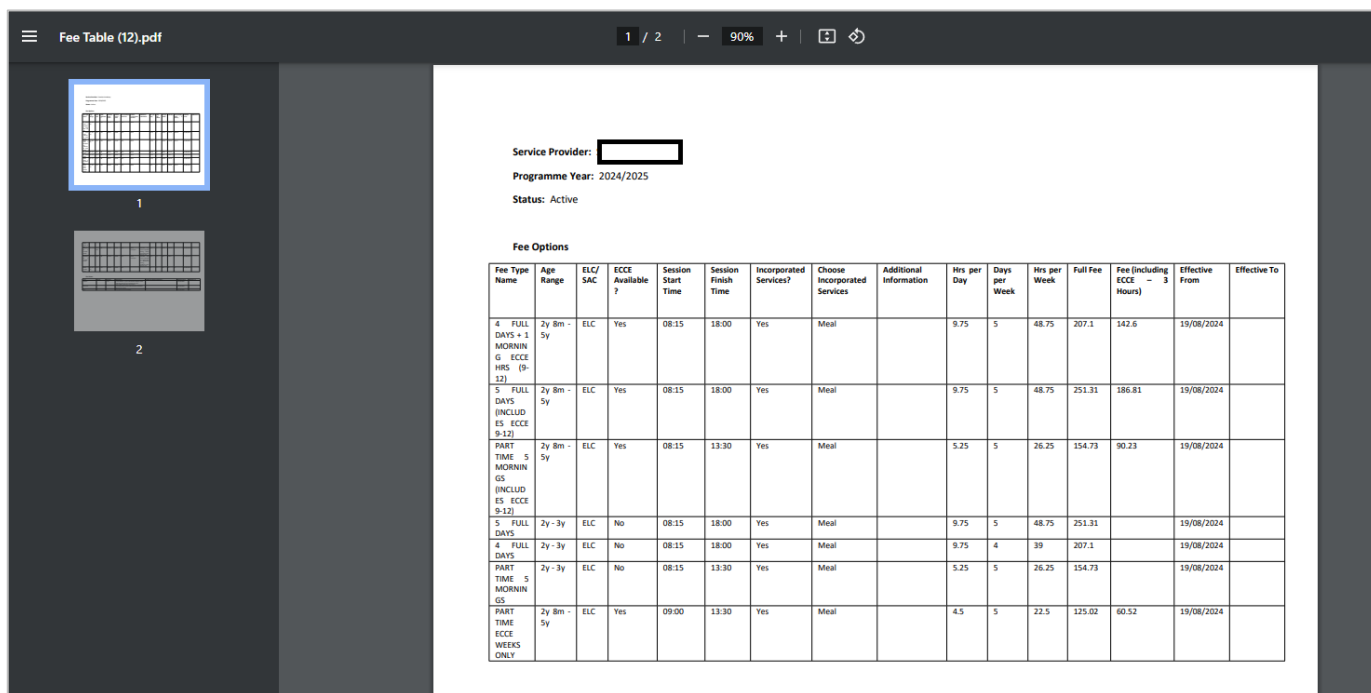 Fee Table (12).pdf
1 / 2
90%
1
2
Service Provider:
Programme Year: 2024/2025
Status: Active
Fee Options
Fee Type Name Age Range ELC/ SAC ECCE Available ? Session Start Time Session Finish Time Incorporated Services? Choose Incorporated Services Additional Information Hrs per Day Days per Week Hrs per Week Full Fee Fee (including ECCE – 3 Hours) Effective From Effective To
4 FULL DAYS + 1 MORNIN G ECCE HRS (9- 12) 2y 8m - 5y ELC Yes 08:15 18:00 Yes Meal 9.75 5 48.75 207.1 142.6 19/08/2024
5 FULL DAYS (INCLUD ES ECCE 9-12) 2y 8m - 5y ELC Yes 08:15 18:00 Yes Meal 9.75 5 48.75 251.31 186.81 19/08/2024
PART TIME 5 MORNIN GS (INCLUD ES ECCE 9-12) 2y 8m - 5y ELC Yes 08:15 13:30 Yes Meal 5.25 5 26.25 154.73 90.23 19/08/2024
5 FULL DAYS 2y - 3y ELC No 08:15 18:00 Yes Meal 9.75 5 48.75 251.31 19/08/2024
4 FULL DAYS 2y - 3y ELC No 08:15 18:00 Yes Meal 9.75 4 39 207.1 19/08/2024
PART TIME 5 MORNIN GS 2y - 3y ELC No 08:15 13:30 Yes Meal 5.25 5 26.25 154.73 19/08/2024
PART TIME ECCE WEEKS ONLY 2y 8m - 5y ELC Yes 09:00 13:30 Yes Meal 4.5 5 22.5 125.02 60.52 19/08/2024